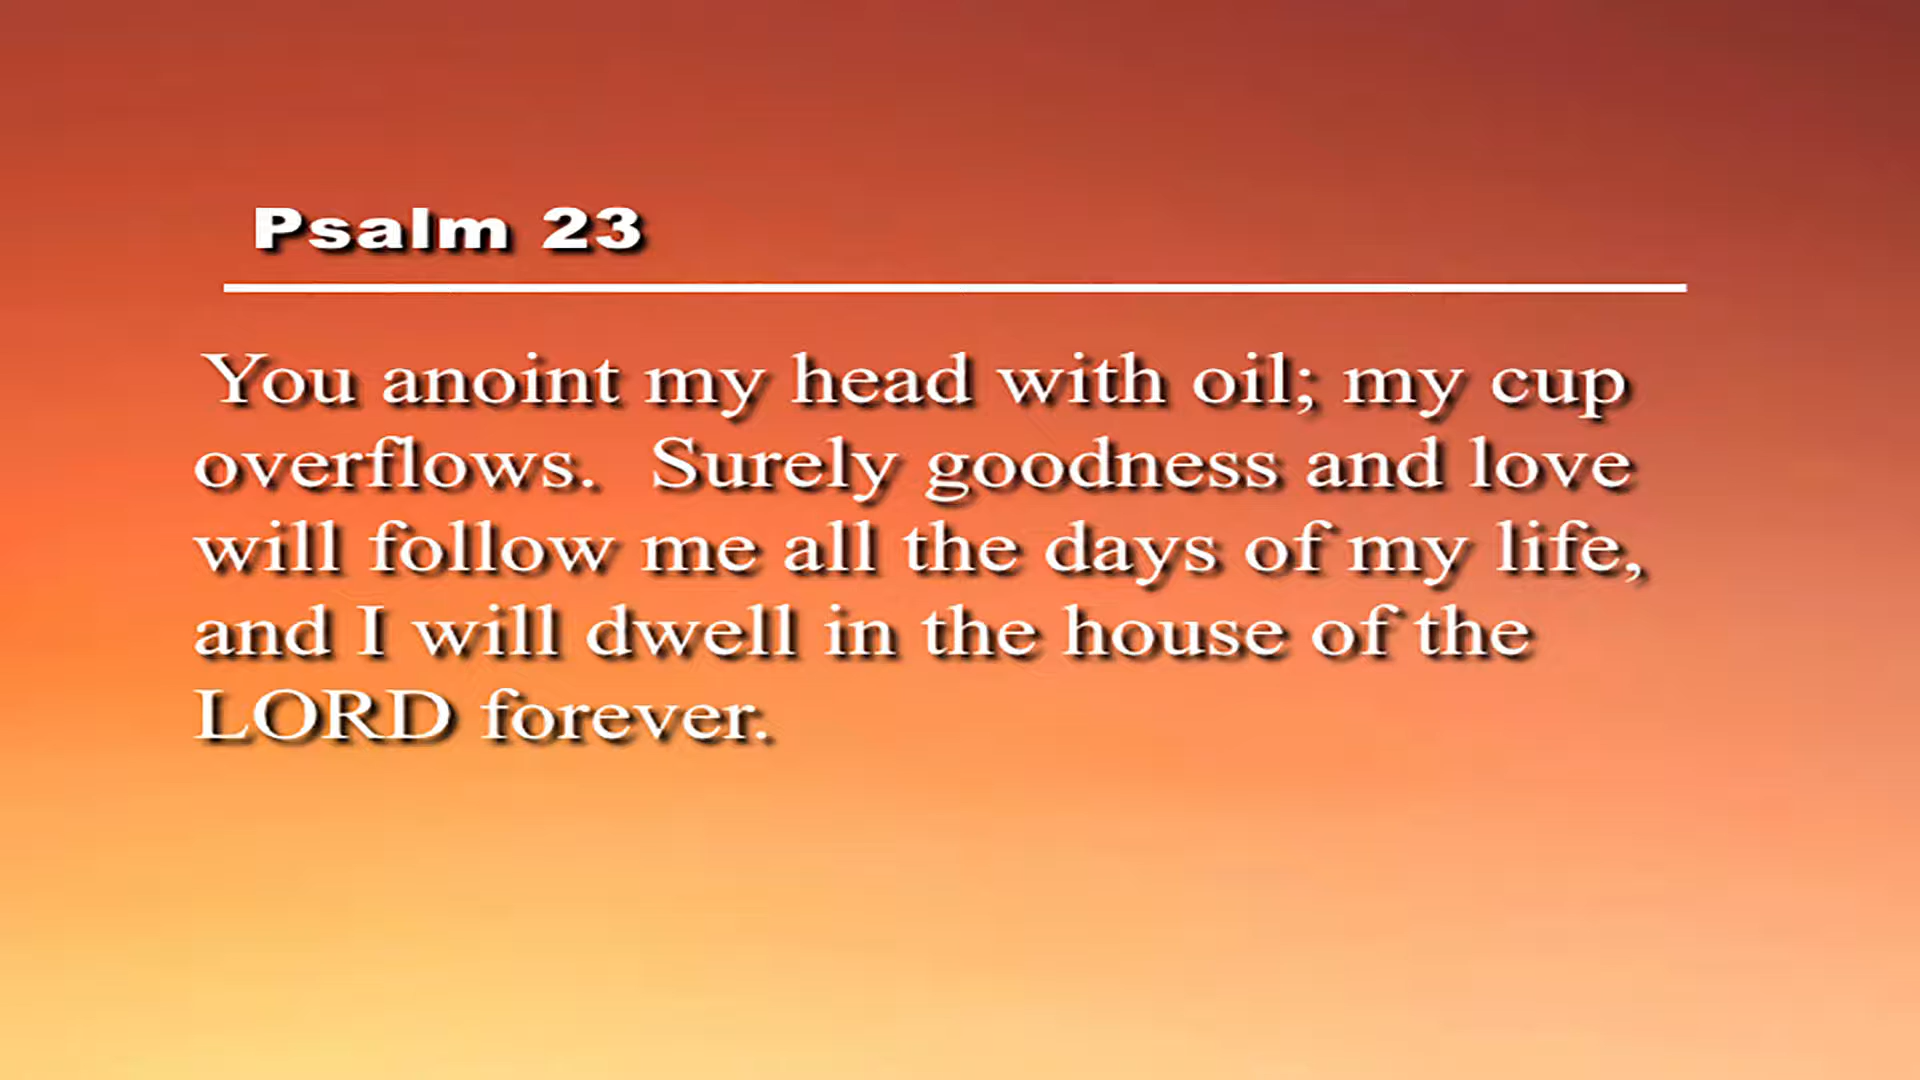 Psalm 23
You anoint my head with oil; my cup
overflows.  Surely goodness and love
will follow me all the days of my life,
and I will dwell in the house of the
LORD forever.